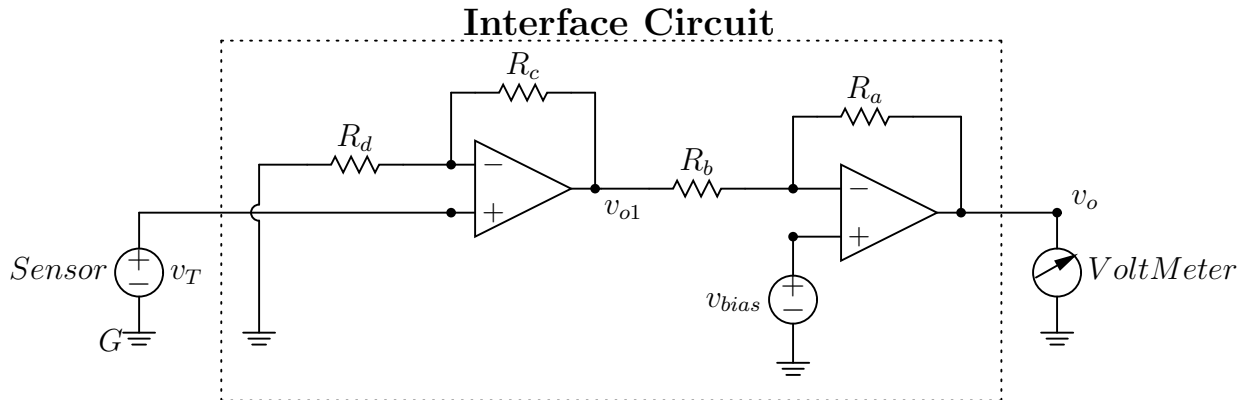 Interface Circuit
R_c
R_a
R_d
R_b
−
+
v_{o1}
−
+
v_o
Sensor
+
−
v_T
G
v_{bias}
+
−
VoltMeter